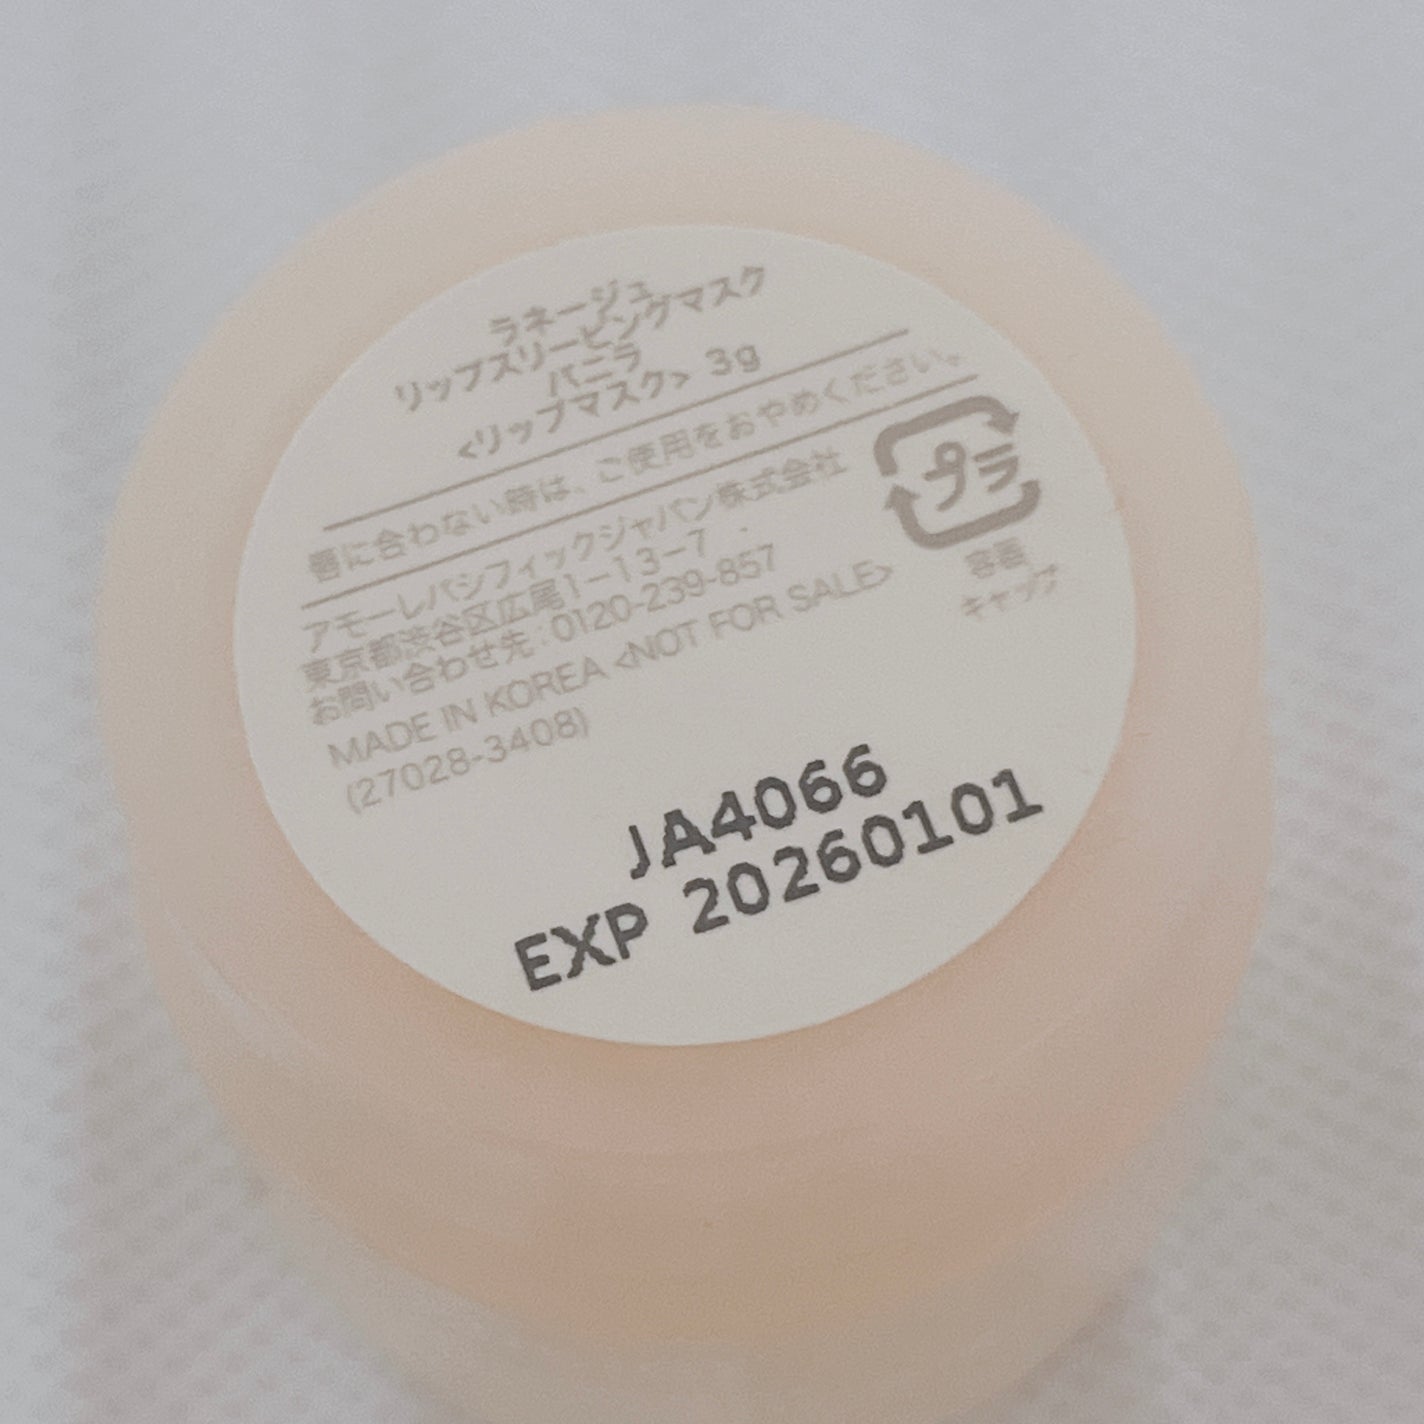 ラネージュ
リップスリーピングマスク
バニラ
<リップマスク> 3g
唇に合わない時は、ご使用をおやめください。
アモーレパシフィックジャパン株式会社
東京都渋谷区広尾1-13-7
お問い合わせ先:0120-239-857
MADE IN KOREA <NOT FOR SALE>
(27028-3408)
プラ
容器
キャップ
JA4066
EXP 20260101